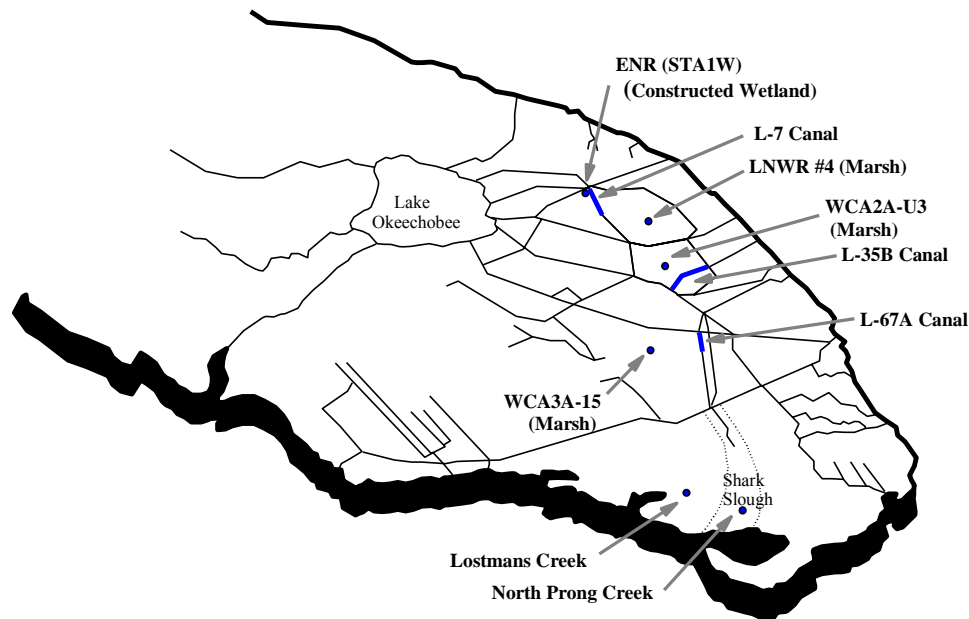 ENR (STA1W)
(Constructed Wetland)
L-7 Canal
LNWR #4 (Marsh)
Lake
Okeechobee
WCA2A-U3
(Marsh)
L-35B Canal
L-67A Canal
WCA3A-15
(Marsh)
Shark
Slough
Lostmans Creek
North Prong Creek